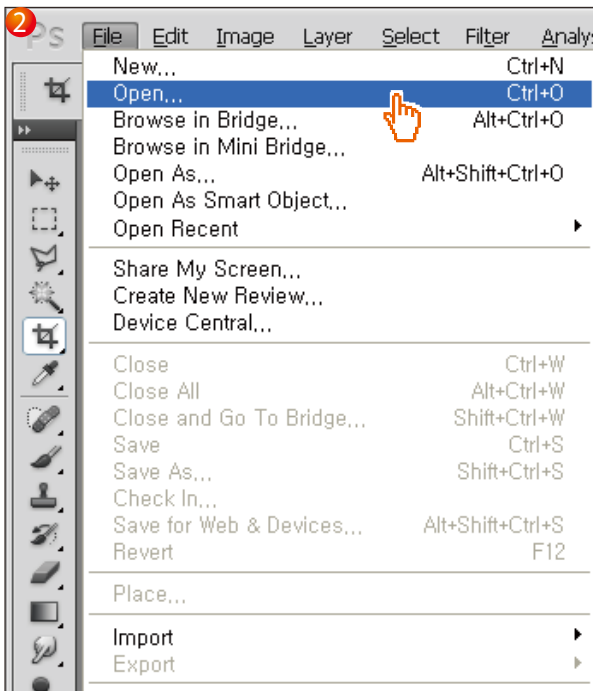 2
Ps File Edit Image Layer Select Filter Analy
New... Ctrl+N
Open... Ctrl+O
Browse in Bridge... Alt+Ctrl+O
Browse in Mini Bridge...
Open As... Alt+Shift+Ctrl+O
Open As Smart Object...
Open Recent
Share My Screen...
Create New Review...
Device Central...
Close Ctrl+W
Close All Alt+Ctrl+W
Close and Go To Bridge... Shift+Ctrl+W
Save Ctrl+S
Save As... Shift+Ctrl+S
Check In...
Save for Web & Devices... Alt+Shift+Ctrl+S
Revert F12
Place...
Import
Export